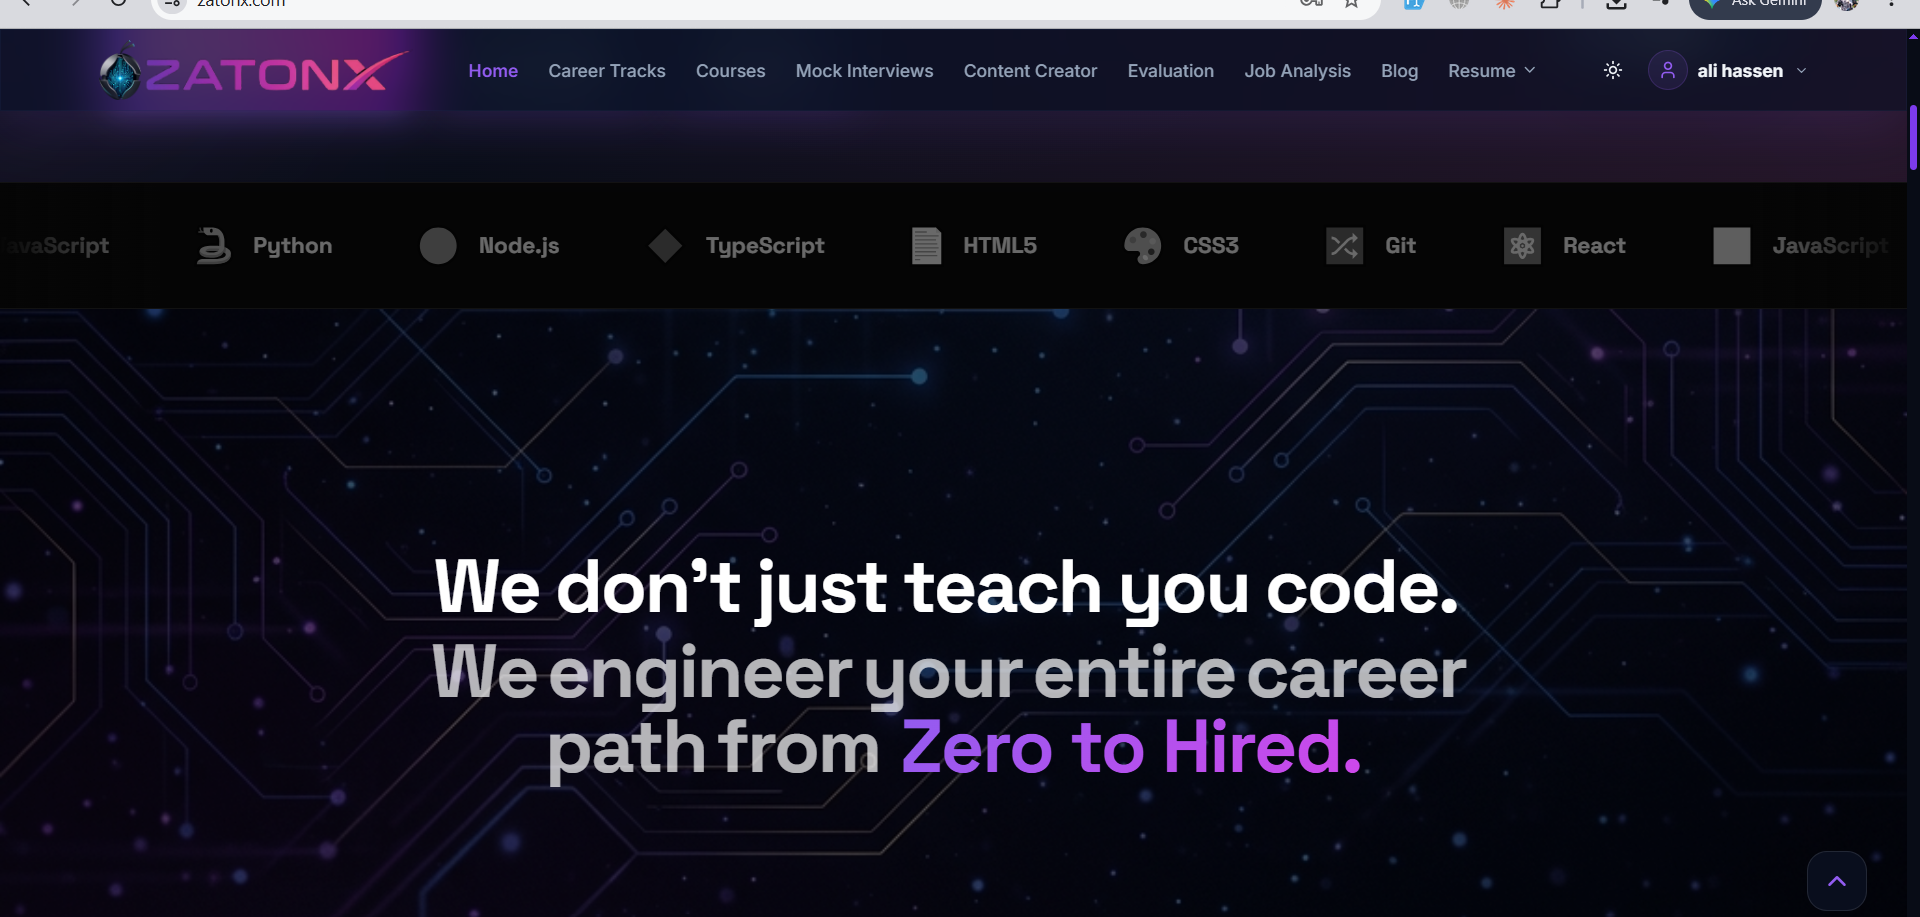 zatonx.com
Ask Gemini
ZATONX
Home
Career Tracks
Courses
Mock Interviews
Content Creator
Evaluation
Job Analysis
Blog
Resume
ali hassen
JavaScript
Python
Node.js
TypeScript
HTML5
CSS3
Git
React
JavaScript
We don't just teach you code.
We engineer your entire career
path from Zero to Hired.